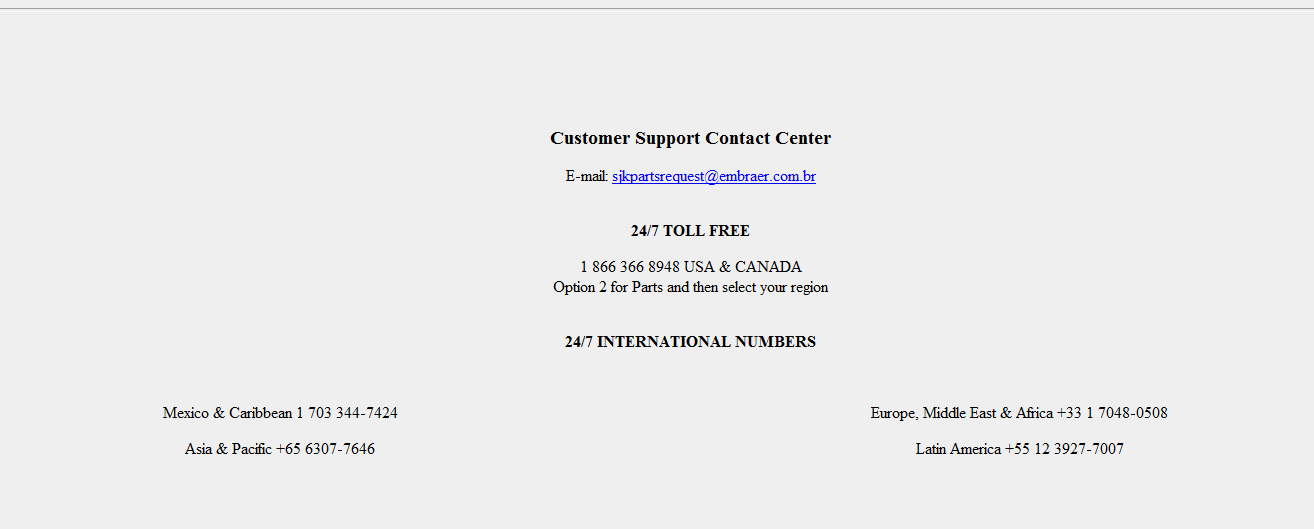 Customer Support Contact Center
E-mail: sjkpartsrequest@embraer.com.br
24/7 TOLL FREE
1 866 366 8948 USA & CANADA
Option 2 for Parts and then select your region
24/7 INTERNATIONAL NUMBERS
Mexico & Caribbean 1 703 344-7424
Europe, Middle East & Africa +33 1 7048-0508
Asia & Pacific +65 6307-7646
Latin America +55 12 3927-7007